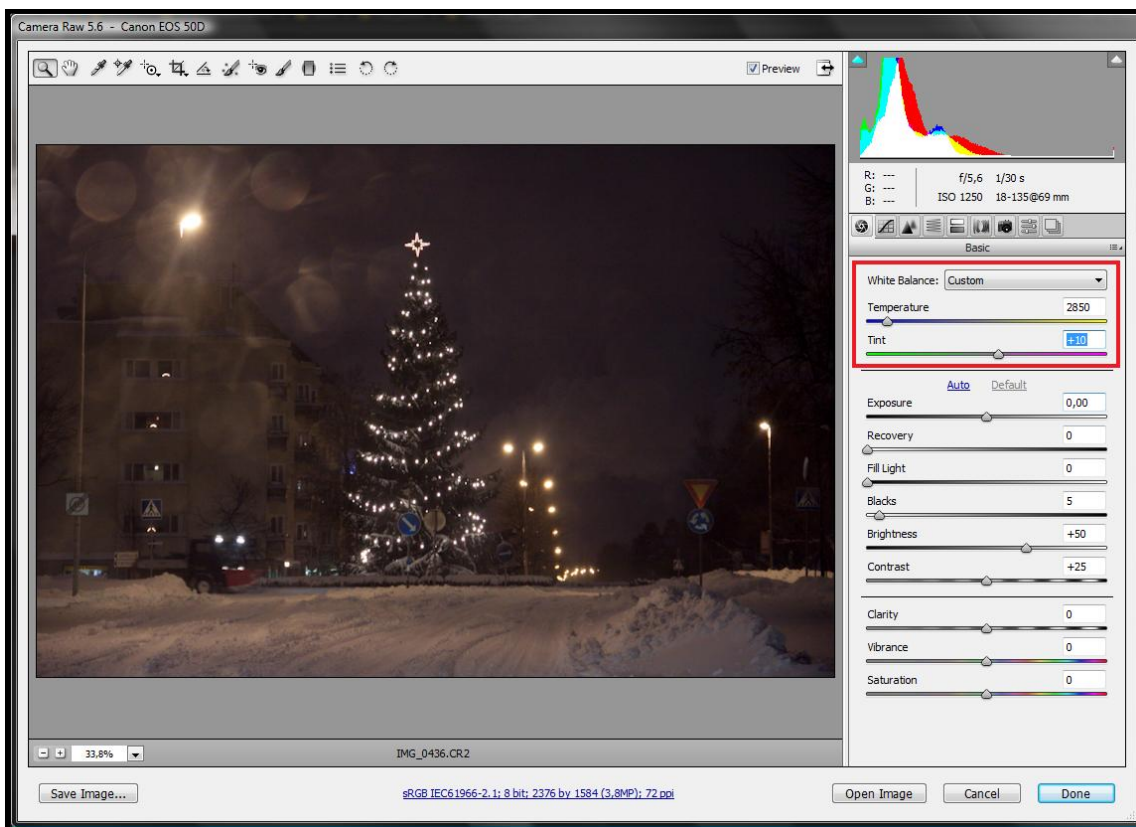 Camera Raw 5.6 - Canon EOS 50D
Preview
R: ---
G: ---
B: ---
f/5,6 1/30 s
ISO 1250 18-135@69 mm
Basic
White Balance: Custom
Temperature 2850
Tint +10
Auto Default
Exposure 0,00
Recovery 0
Fill Light 0
Blacks 5
Brightness +50
Contrast +25
Clarity 0
Vibrance 0
Saturation 0
33,8% IMG_0436.CR2
Save Image... sRGB IEC61966-2.1; 8 bit; 2376 by 1584 (3,8MP); 72 ppi Open Image Cancel Done